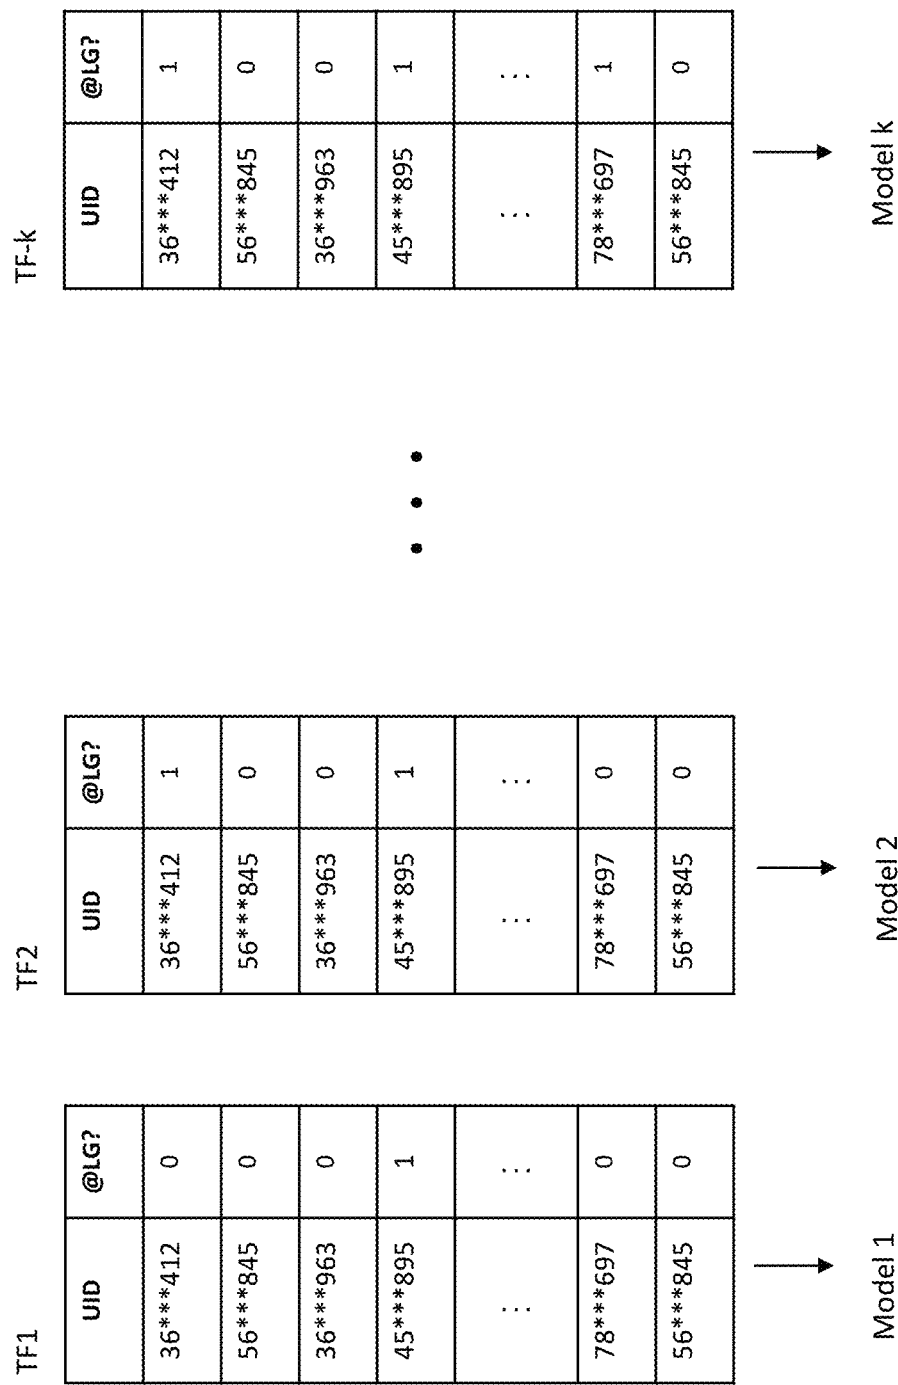 TF1
UID @LG?
36***412 0
56***845 0
36***963 0
45***895 1
... ...
78***697 0
56***845 0
Model 1
TF2
UID @LG?
36***412 1
56***845 0
36***963 0
45***895 1
... ...
78***697 0
56***845 0
Model 2
TF-k
UID @LG?
36***412 1
56***845 0
36***963 0
45***895 1
... ...
78***697 1
56***845 0
Model k